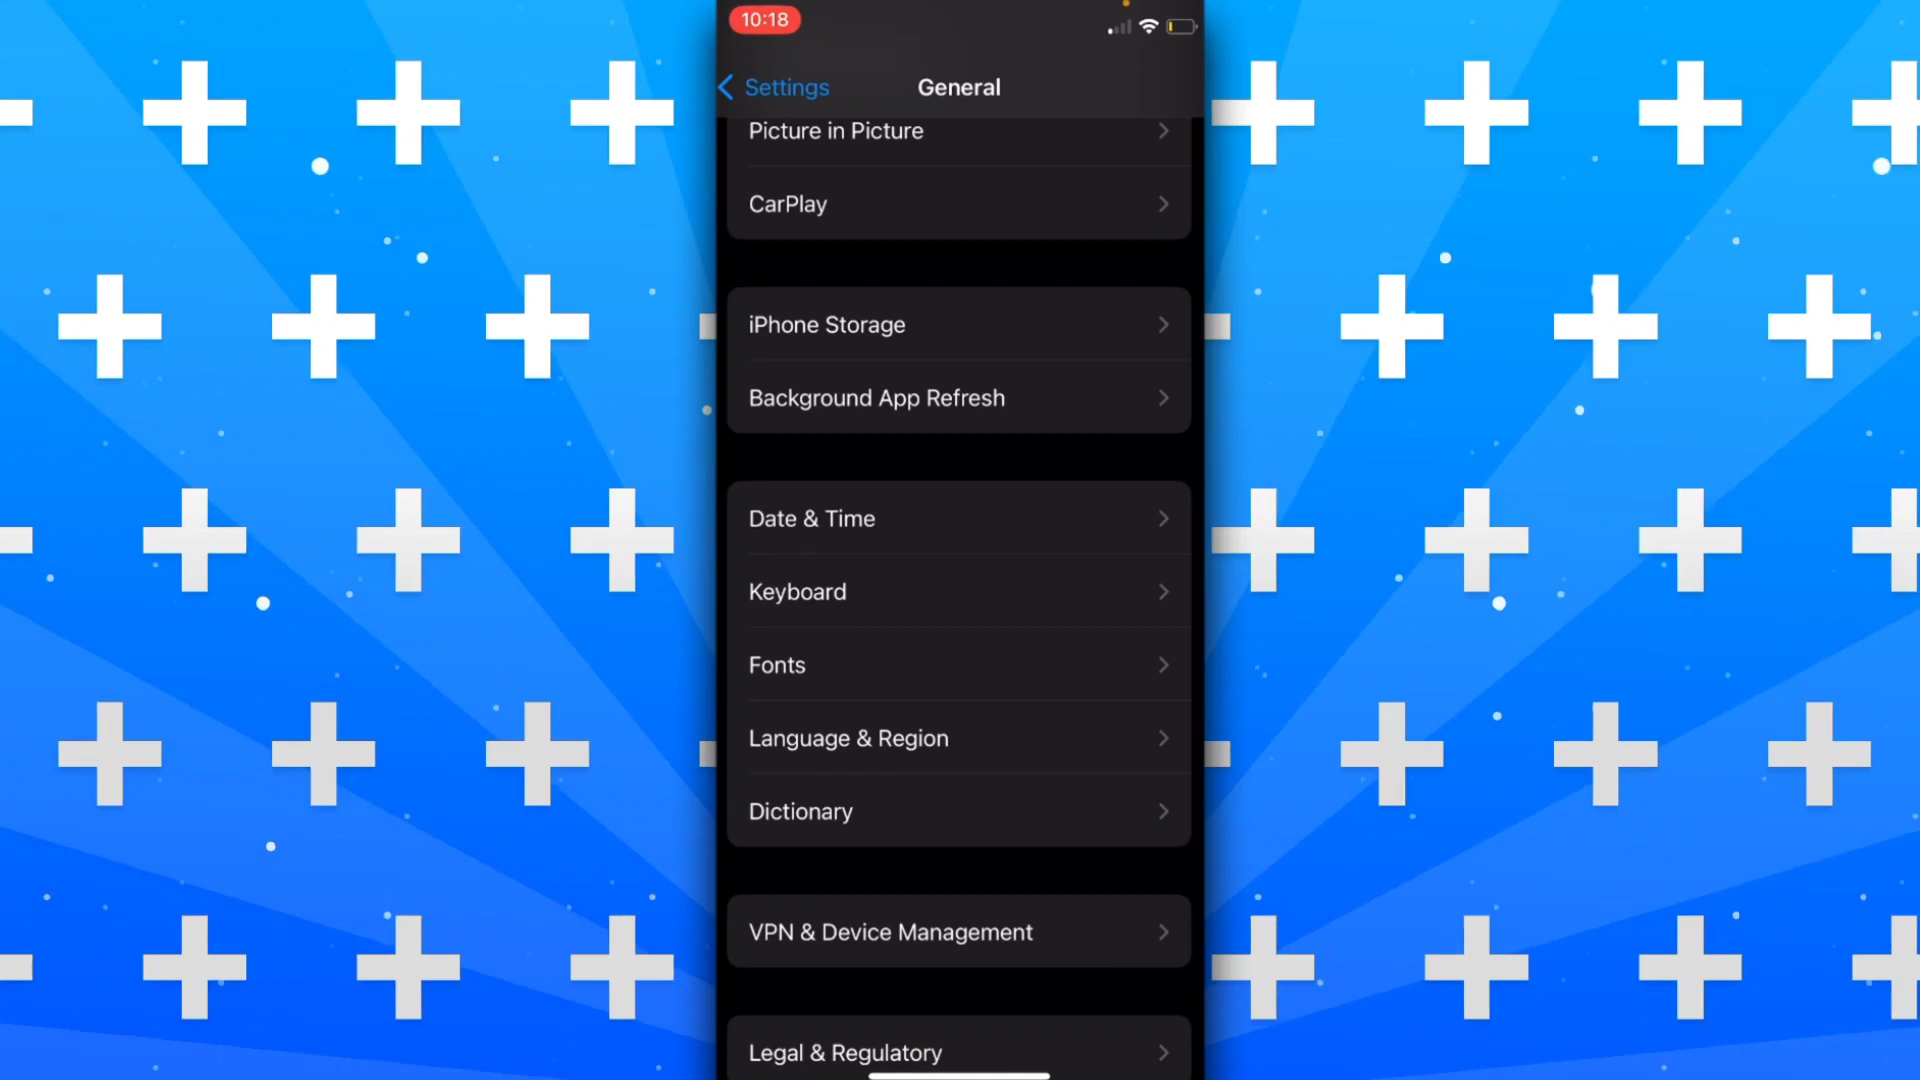 10:18
Settings
General
Picture in Picture
CarPlay
iPhone Storage
Background App Refresh
Date & Time
Keyboard
Fonts
Language & Region
Dictionary
VPN & Device Management
Legal & Regulatory